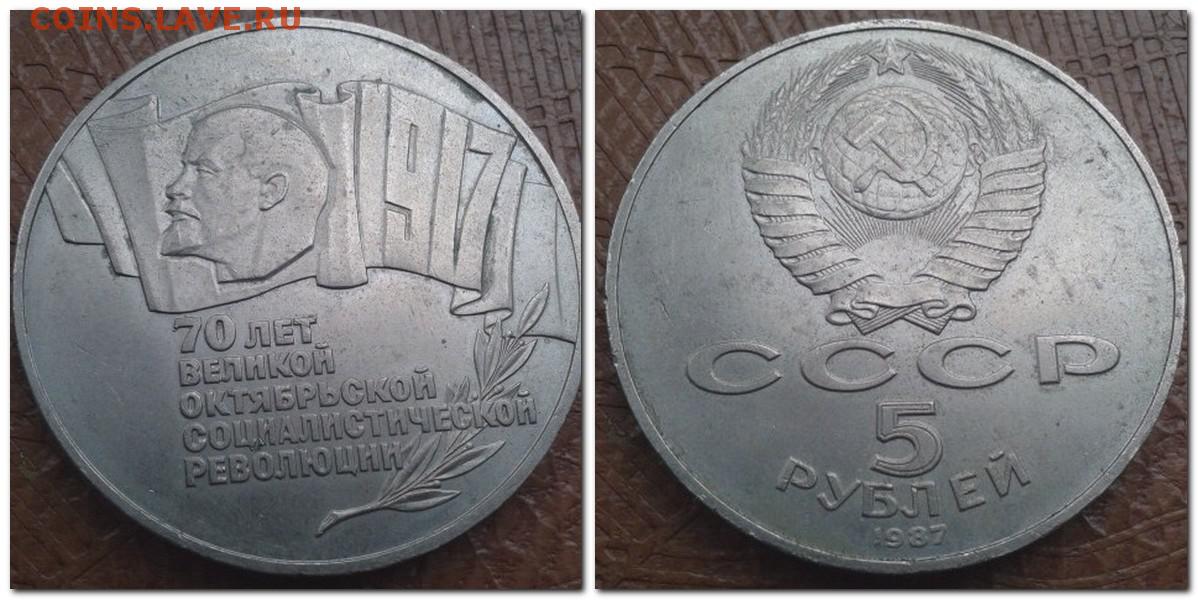 COINS.LAVE.RU
1917
70 ЛЕТ
ВЕЛИКОЙ
ОКТЯБРЬСКОЙ
СОЦИАЛИСТИЧЕСКОЙ
РЕВОЛЮЦИИ
СССР
5
РУБЛЕЙ
1987